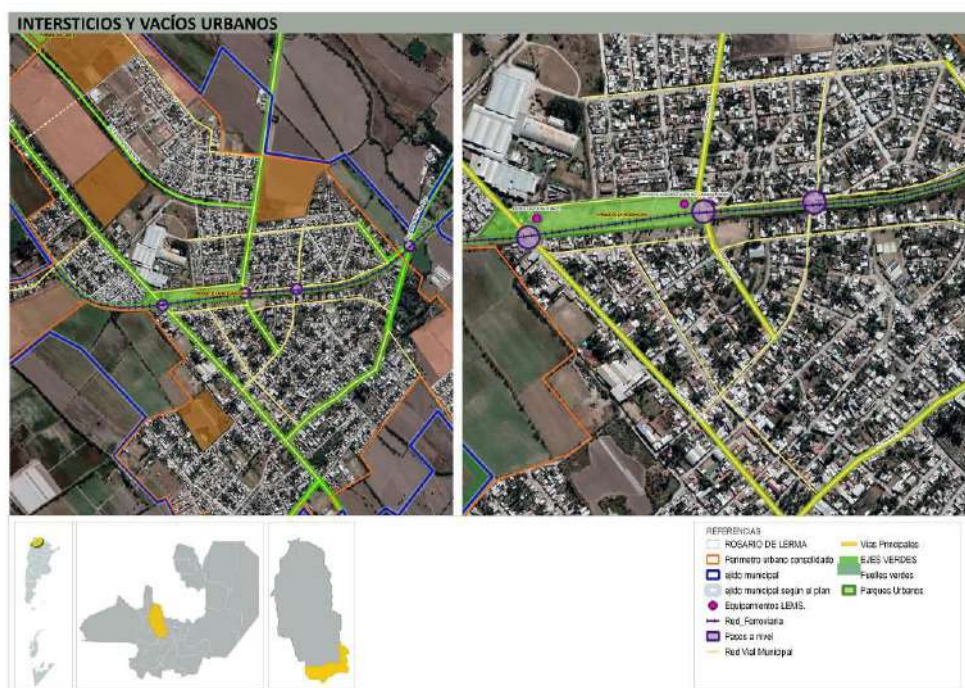 INTERSTICIOS Y VACÍOS URBANOS
REFERENCIAS
ROSARIO DE LERMA
Perímetro urbano consolidado
ejido municipal
ejido municipal según el plan
Equipamientos LEMS.
Red_Ferroviaria
Pasos a nivel
Red Vial Municipal
Vías Principales
EJES VERDES
Fuelles verdes
Parques Urbanos